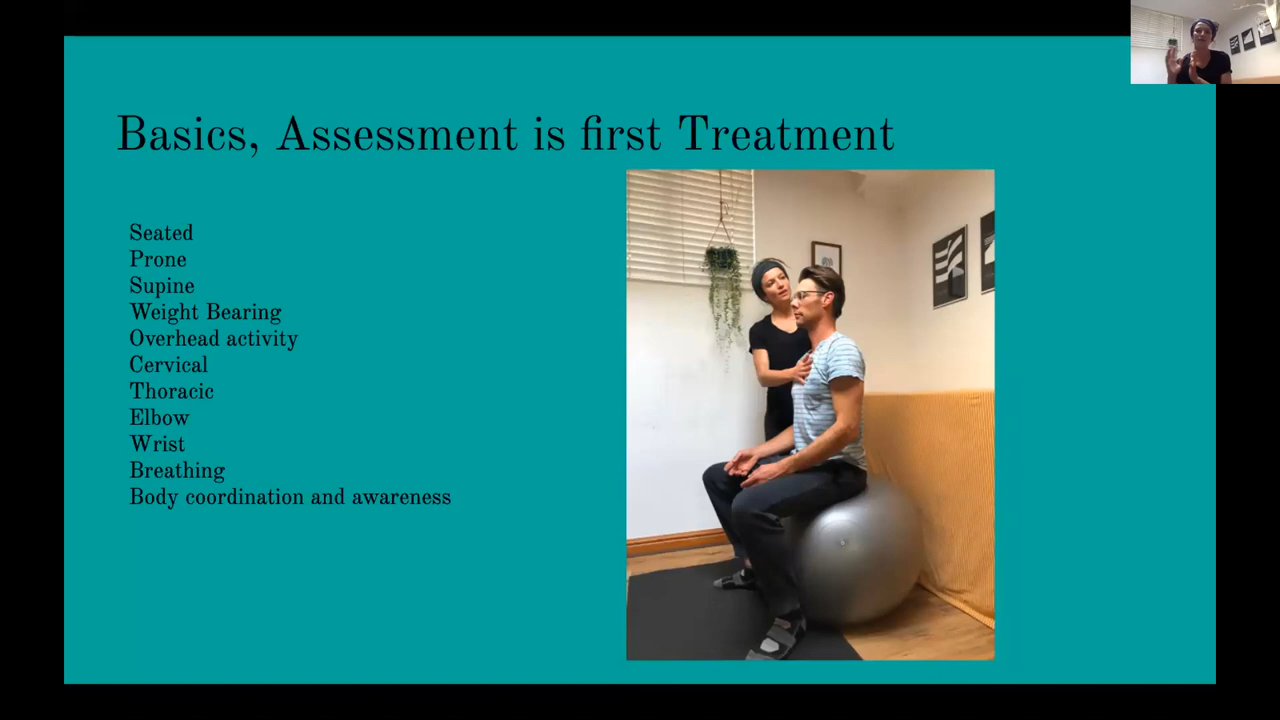 Basics, Assessment is first Treatment
Seated
Prone
Supine
Weight Bearing
Overhead activity
Cervical
Thoracic
Elbow
Wrist
Breathing
Body coordination and awareness